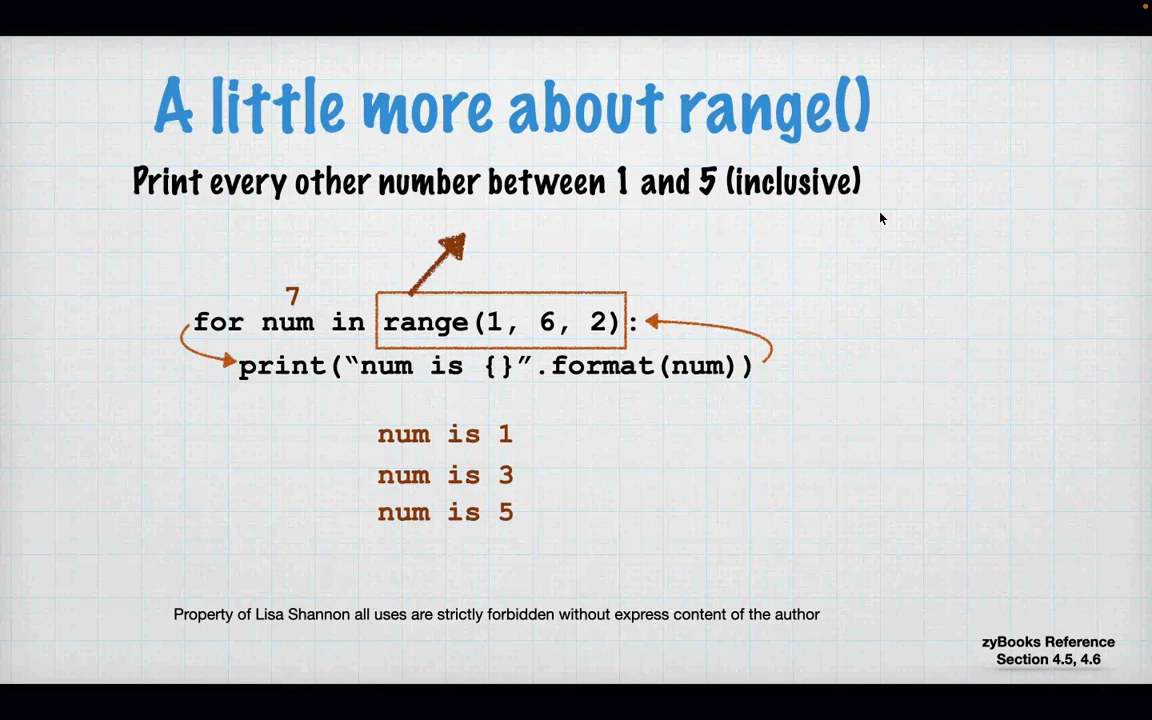 A little more about range()
Print every other number between 1 and 5 (inclusive)
7
for num in range(1, 6, 2):
print(“num is {}”.format(num))
num is 1
num is 3
num is 5
Property of Lisa Shannon all uses are strictly forbidden without express content of the author
zyBooks Reference
Section 4.5, 4.6